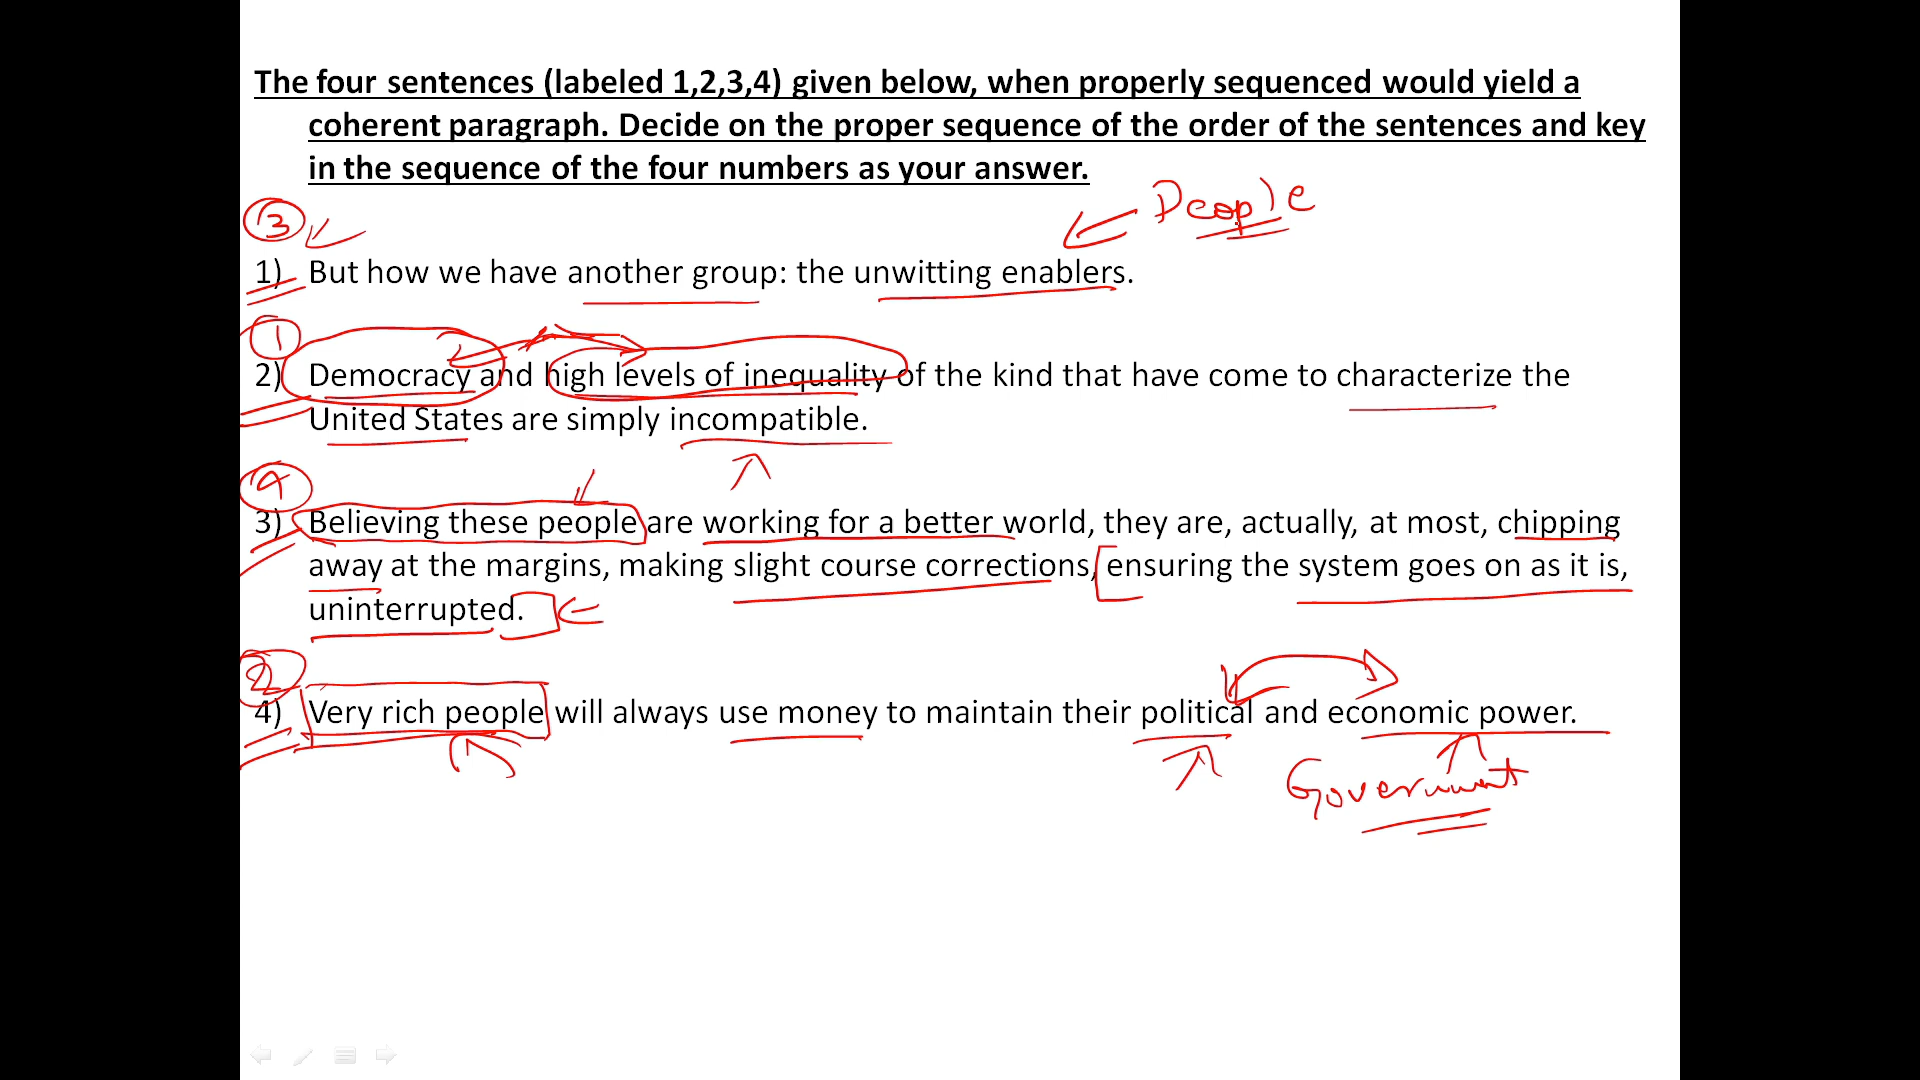 The four sentences (labeled 1,2,3,4) given below, when properly sequenced would yield a
coherent paragraph. Decide on the proper sequence of the order of the sentences and key
in the sequence of the four numbers as your answer.
People
3
1) But how we have another group: the unwitting enablers.
1
2) Democracy and high levels of inequality of the kind that have come to characterize the
United States are simply incompatible.
4
3) Believing these people are working for a better world, they are, actually, at most, chipping
away at the margins, making slight course corrections, ensuring the system goes on as it is,
uninterrupted.
2
4) Very rich people will always use money to maintain their political and economic power.
Government